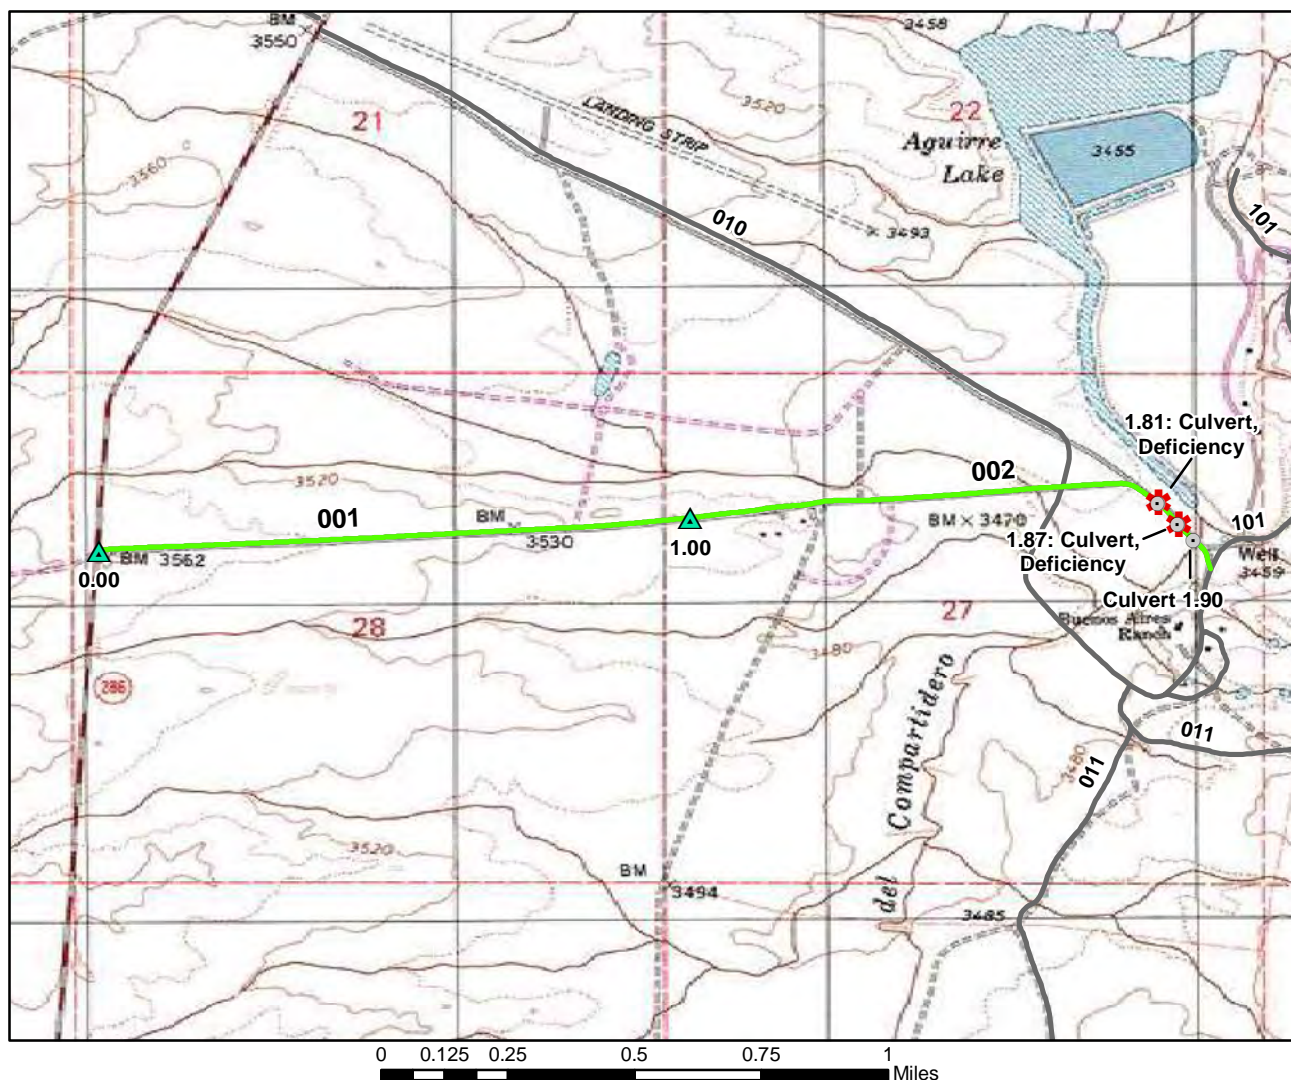 BM
3550
3458
21
3520
LANDING STRIP
22
Aguirre
Lake
3455
3560
010
× 3493
101
1.81: Culvert,
Deficiency
002
3520
001
BM
3530
BM × 3470
101
1.00
BM 3562
0.00
1.87: Culvert,
Deficiency
Well
3459
Culvert 1.90
28
27
Buenos Aires
Ranch
3480
286
del Compartidero
011
3480
011
3520
BM
3494
3485
0 0.125 0.25 0.5 0.75 1
Miles